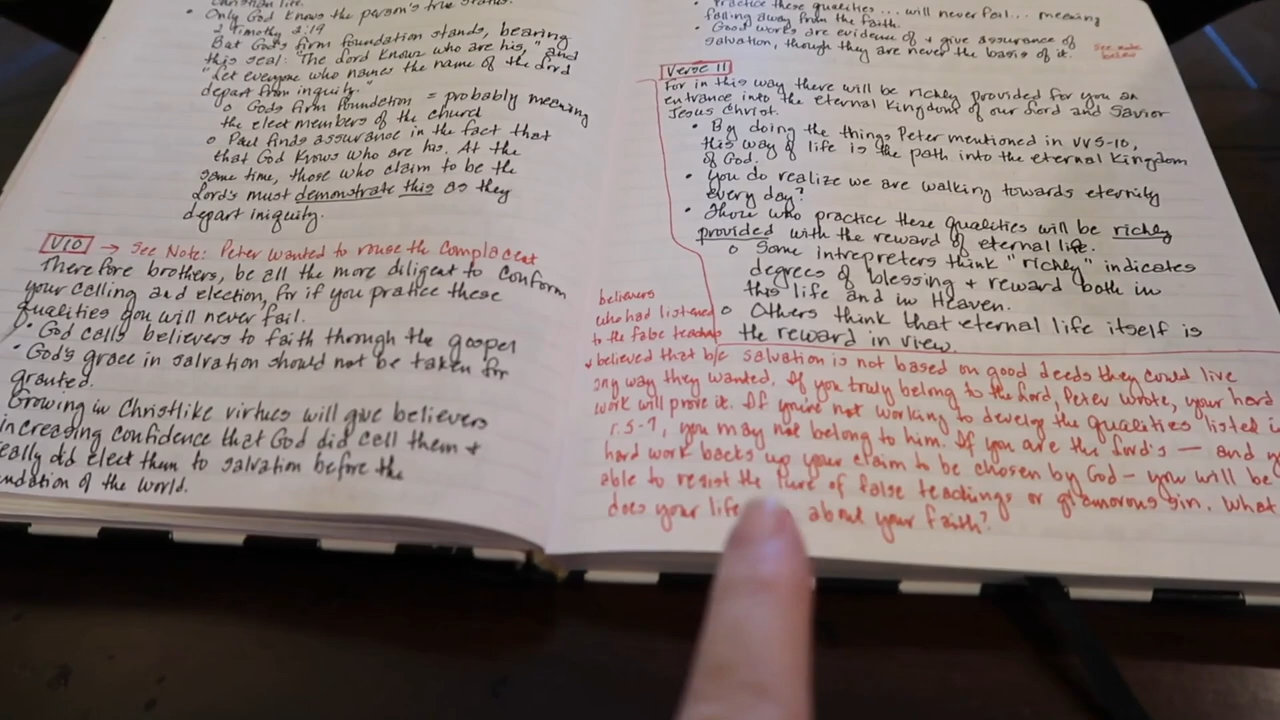 Christian life.
• Only God knows the person's true status.
2 Timothy 2:19
But God's firm foundation stands, bearing
this seal: "The Lord knows who are his," and
"Let everyone who names the name of the Lord
depart from inquity."
o God's firm foundation = probably meaning
the elect members of the church
o Paul finds assurance in the fact that
that God knows who are his. At the
same time, those who claim to be the
Lord's must demonstrate this as they
depart iniquity.
V10 → See Note: Peter wanted to rouse the complacent
Therefore brothers, be all the more diligent to conform
your calling and election, for if you pratice these
qualities you will never fail.
• God calls believers to faith through the gospel
• God's grace in salvation should not be taken for
granted.
Growing in Christlike virtues will give believers
increasing confidence that God did call them +
eally did elect them to salvation before the
ndation of the world.
• Practice these qualities... will never fail... meaning
falling away from the faith.
• Good works are evidence of + give assurance of
salvation, though they are never the basis of it.
see note
below
Verse 11
For in this way there will be richly provided for you an
entrance into the eternal kingdom of our Lord and Savior
Jesus Christ.
• By doing the things Peter mentioned in VV5-10,
this way of life is the path into the eternal kingdom
of God.
• You do realize we are walking towards eternity
every day?
• Those who practice these qualities will be richly
provided with the reward of eternal life.
o Some intrepreters think "richly" indicates
degrees of blessing + reward both in
this life and in Heaven.
o Others think that eternal life itself is
the reward in view.
believers
who had listened
to the false teachers
believed that b/c salvation is not based on good deeds they could live
any way they wanted. If you truly belong to the Lord, Peter wrote, your hard
work will prove it. If you're not working to develop the qualities listed i
r.5-7, you may not belong to him. If you are the Lord's — and y
hard work backs up your claim to be chosen by God — you will be
able to resist the lure of false teachings or glamorous sin. What
does your life about your faith?